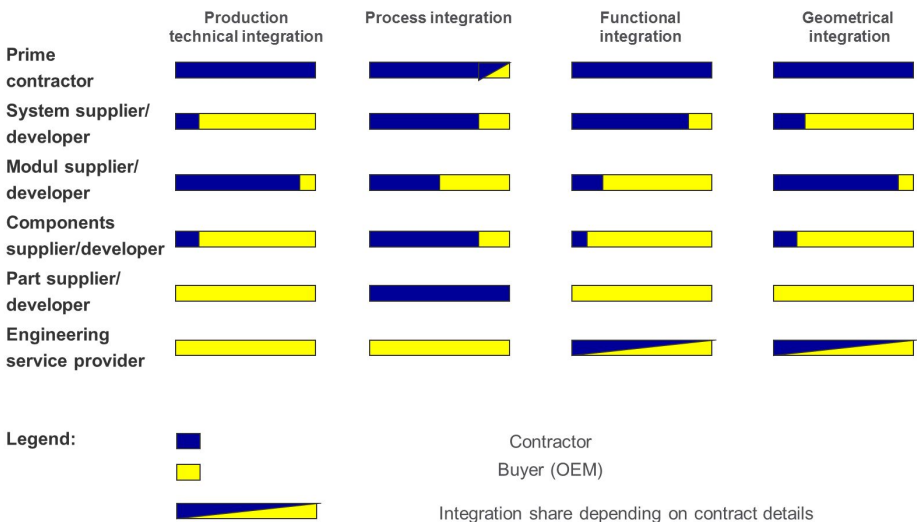 Production
technical integration
Process integration
Functional
integration
Geometrical
integration
Prime
contractor
System supplier/
developer
Modul supplier/
developer
Components
supplier/developer
Part supplier/
developer
Engineering
service provider
Legend:
Contractor
Buyer (OEM)
Integration share depending on contract details